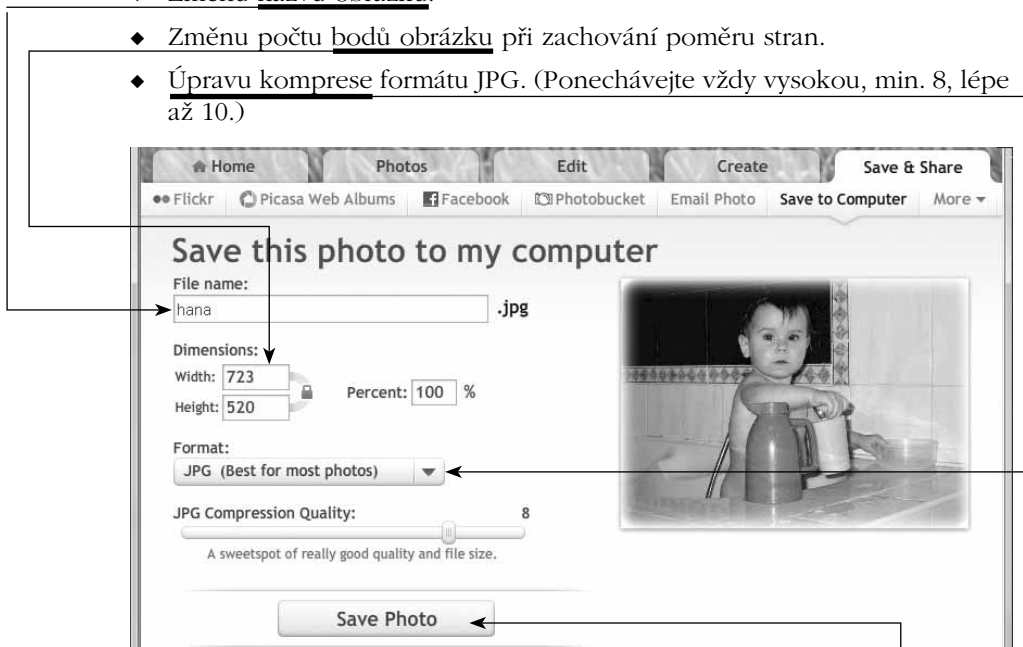 Změnu názvu obrázku.
◆ Změnu počtu bodů obrázku při zachování poměru stran.
◆ Úpravu komprese formátu JPG. (Ponechávejte vždy vysokou, min. 8, lépe
až 10.)
Home Photos Edit Create Save & Share
Flickr Picasa Web Albums Facebook Photobucket Email Photo Save to Computer More
Save this photo to my computer
File name:
hana .jpg
Dimensions:
Width: 723
Percent: 100 %
Height: 520
Format:
JPG (Best for most photos)
JPG Compression Quality: 8
A sweetspot of really good quality and file size.
Save Photo